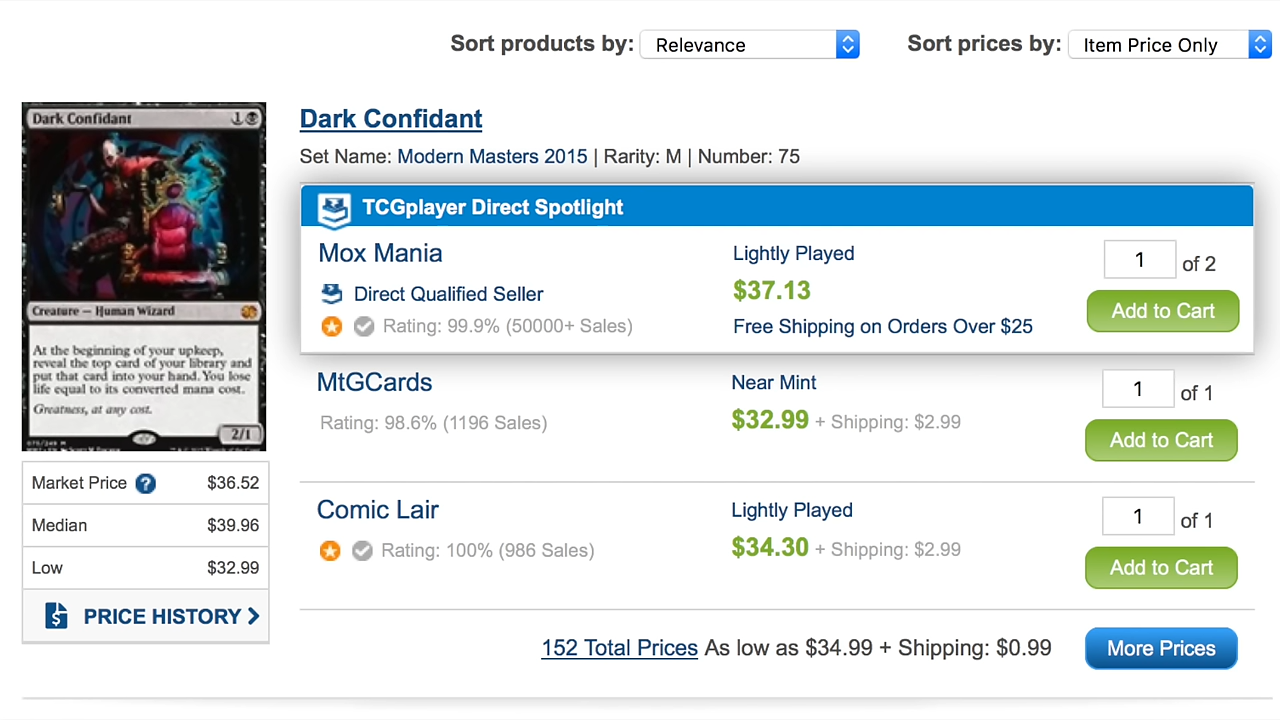 Sort products by: Relevance Sort prices by: Item Price Only
Dark Confidant 1
Creature — Human Wizard
At the beginning of your upkeep,
reveal the top card of your library and
put that card into your hand. You lose
life equal to its converted mana cost.
Greatness, at any cost.
2/1
Market Price ? $36.52
Median $39.96
Low $32.99
$ PRICE HISTORY
Dark Confidant
Set Name: Modern Masters 2015 | Rarity: M | Number: 75
TCGplayer Direct Spotlight
Mox Mania Lightly Played 1 of 2
$37.13
Direct Qualified Seller Add to Cart
Rating: 99.9% (50000+ Sales) Free Shipping on Orders Over $25
MtGCards Near Mint 1 of 1
Rating: 98.6% (1196 Sales) $32.99 + Shipping: $2.99
Add to Cart
Comic Lair Lightly Played 1 of 1
Rating: 100% (986 Sales) $34.30 + Shipping: $2.99
Add to Cart
152 Total Prices As low as $34.99 + Shipping: $0.99 More Prices